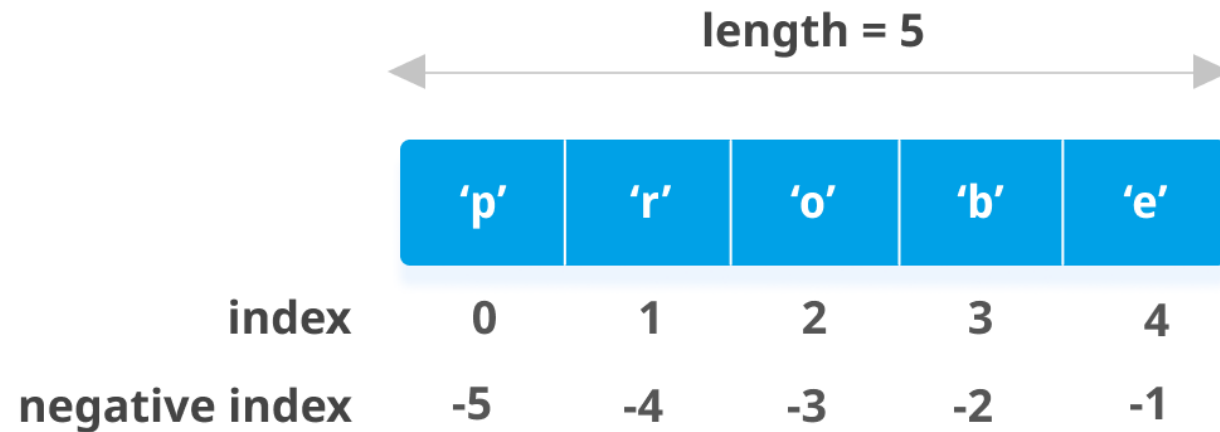 length = 5
‘p’ ‘r’ ‘o’ ‘b’ ‘e’
index 0 1 2 3 4
negative index -5 -4 -3 -2 -1